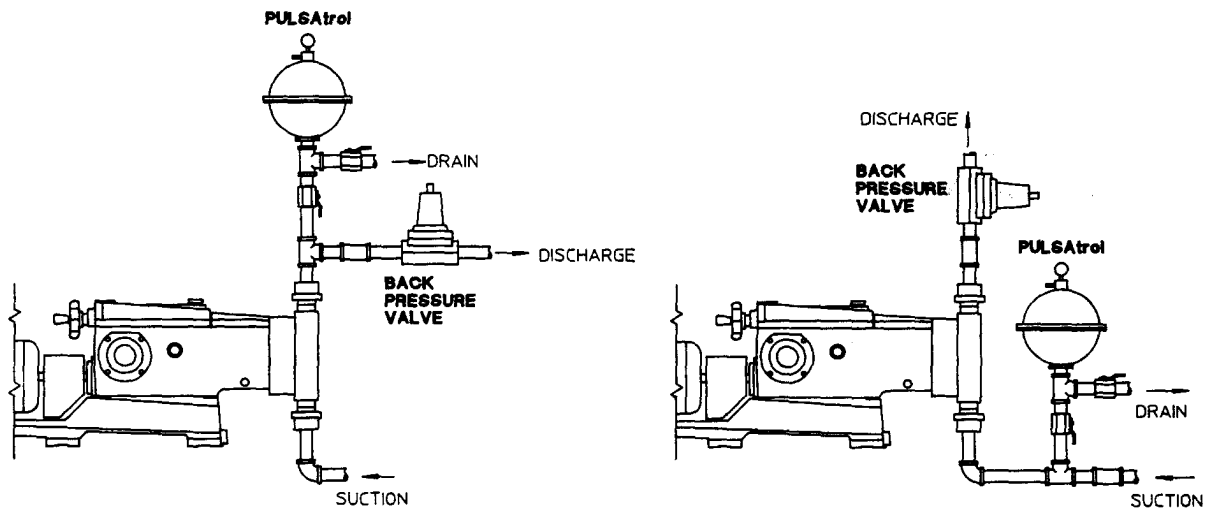 PULSAtrol
DRAIN
DISCHARGE
BACK
PRESSURE
VALVE
SUCTION
DISCHARGE
BACK
PRESSURE
VALVE
PULSAtrol
DRAIN
SUCTION